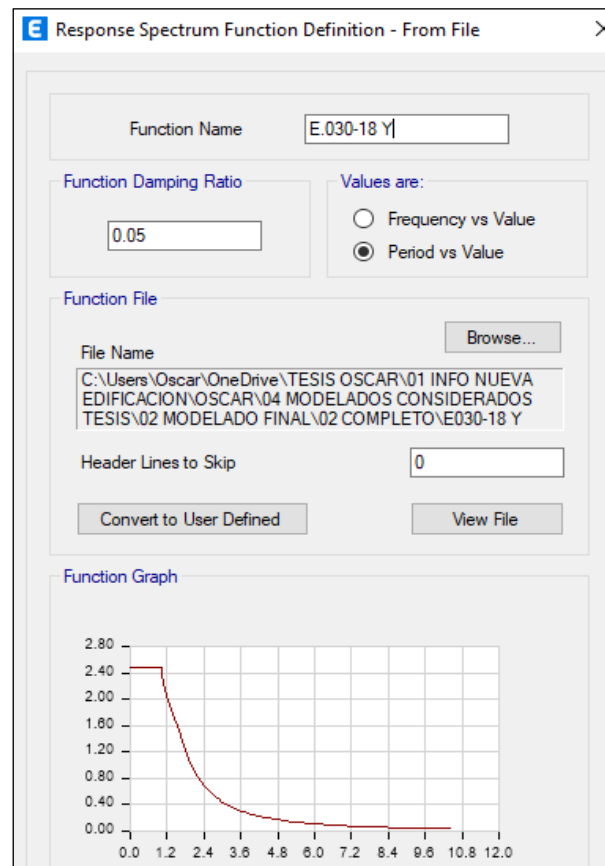 E Response Spectrum Function Definition - From File
Function Name
E.030-18 Y
Function Damping Ratio
0.05
Values are:
Frequency vs Value
Period vs Value
Function File
Browse...
File Name
C:\Users\Oscar\OneDrive\TESIS OSCAR\01 INFO NUEVA
EDIFICACION\OSCAR\04 MODELADOS CONSIDERADOS
TESIS\02 MODELADO FINAL\02 COMPLETO\E030-18 Y
Header Lines to Skip
0
Convert to User Defined
View File
Function Graph
2.80
2.40
2.00
1.60
1.20
0.80
0.40
0.00
0.0 1.2 2.4 3.6 4.8 6.0 7.2 8.4 9.6 10.8 12.0